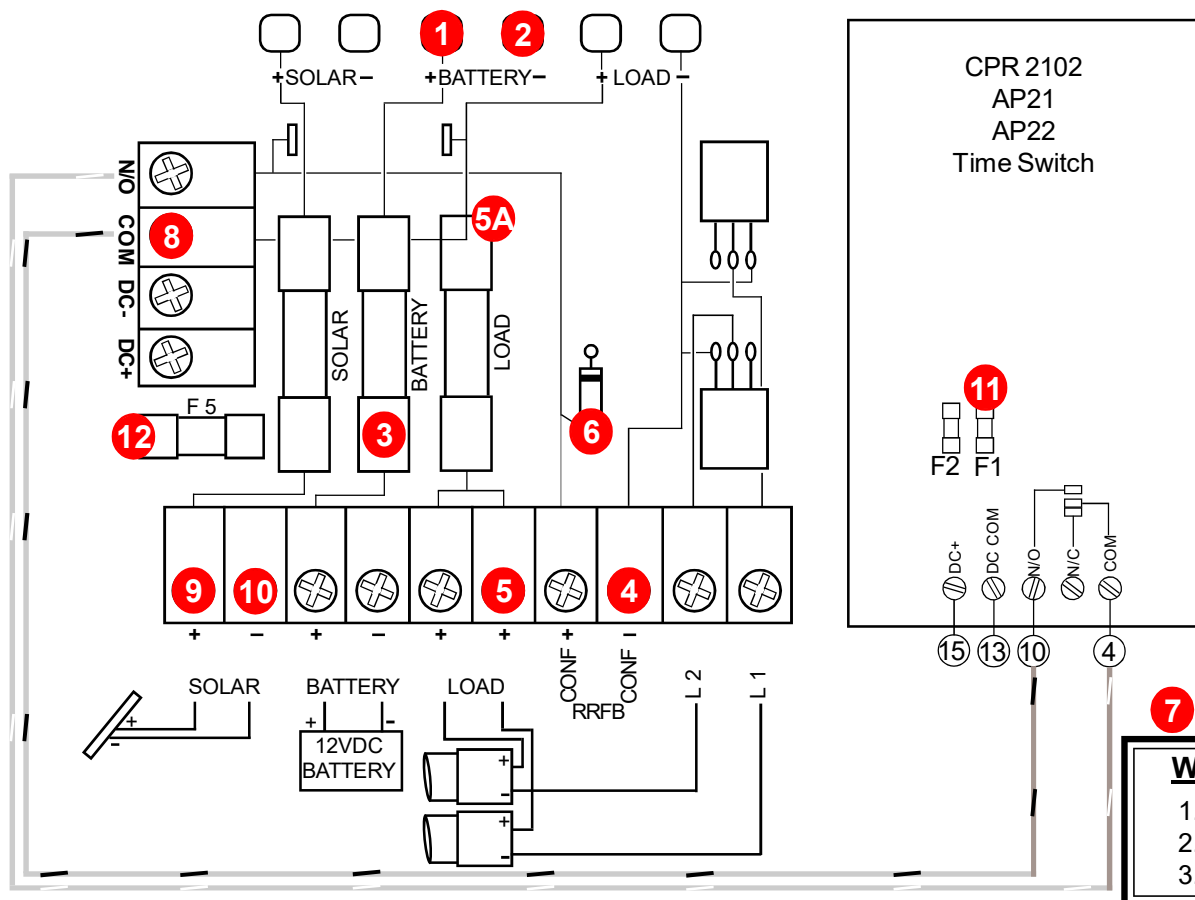 1 2
+SOLAR– +BATTERY– + LOAD –
CPR 2102
AP21
AP22
Time Switch
N/O
COM
DC -
DC+
8
5A
SOLAR
BATTERY
LOAD
F 5
12
3
6
11
F2 F1
DC+
DC COM
N/O
N/C
COM
15 13 10 4
9 10 5 4
+ – + – + + + –
SOLAR BATTERY LOAD
CONF CONF
RRFB
L 2
L 1
+
-
+ -
12VDC
BATTERY
+
-
+
-
7
W
1
2
3